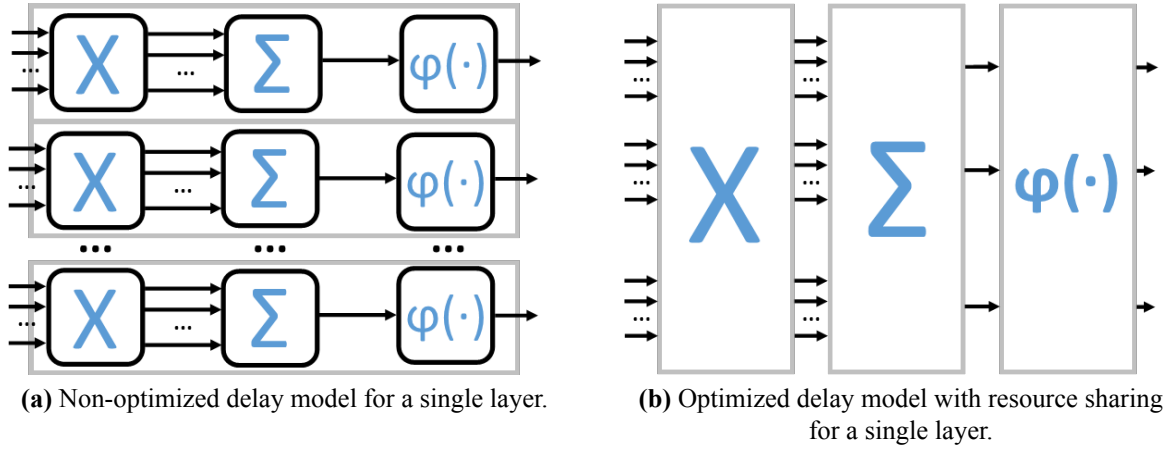 X Σ φ(·)
...
...
X Σ φ(·)
...
...
... ... ...
X Σ φ(·)
...
...
(a) Non-optimized delay model for a single layer.
... ...
X Σ φ(·)
... ...
... ...
(b) Optimized delay model with resource sharing
for a single layer.